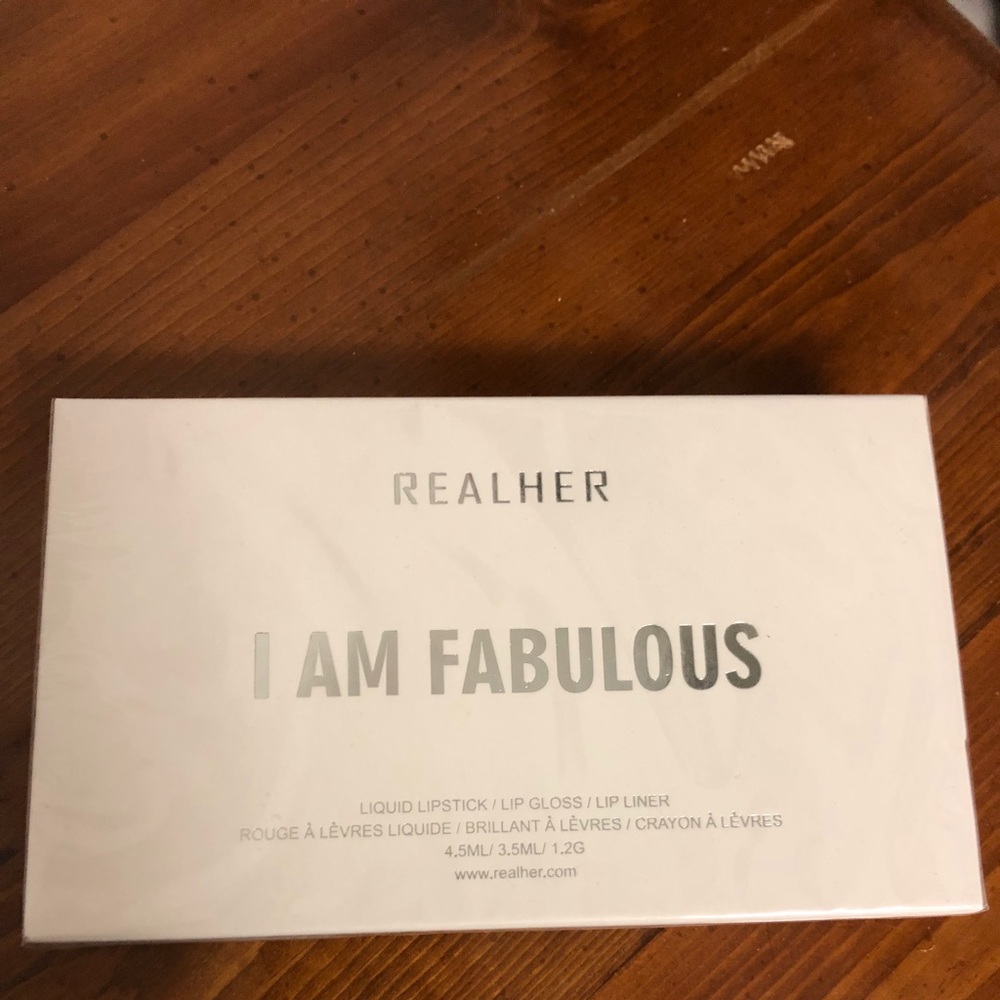 REALHER
I AM FABULOUS
LIQUID LIPSTICK / LIP GLOSS / LIP LINER
ROUGE À LÈVRES LIQUIDE / BRILLANT À LÈVRES / CRAYON À LÈVRES
4.5ML/ 3.5ML/ 1.2G
www.realher.com